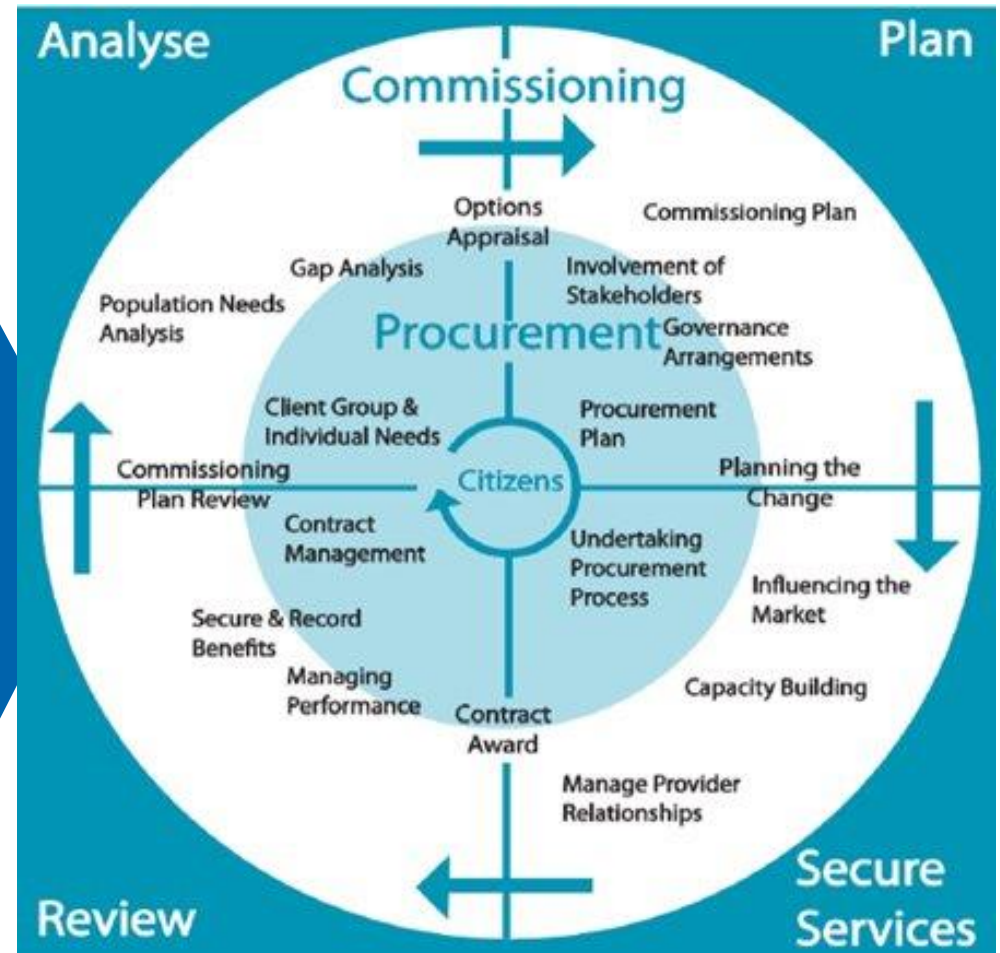 Analyse
Plan
Commissioning
Options
Appraisal
Commissioning Plan
Gap Analysis
Involvement of
Stakeholders
Population Needs
Analysis
Procurement
Governance
Arrangements
Client Group &
Individual Needs
Procurement
Plan
Commissioning
Plan Review
Citizens
Planning the
Change
Contract
Management
Undertaking
Procurement
Process
Influencing the
Market
Secure & Record
Benefits
Managing
Performance
Capacity Building
Contract
Award
Manage Provider
Relationships
Review
Secure
Services